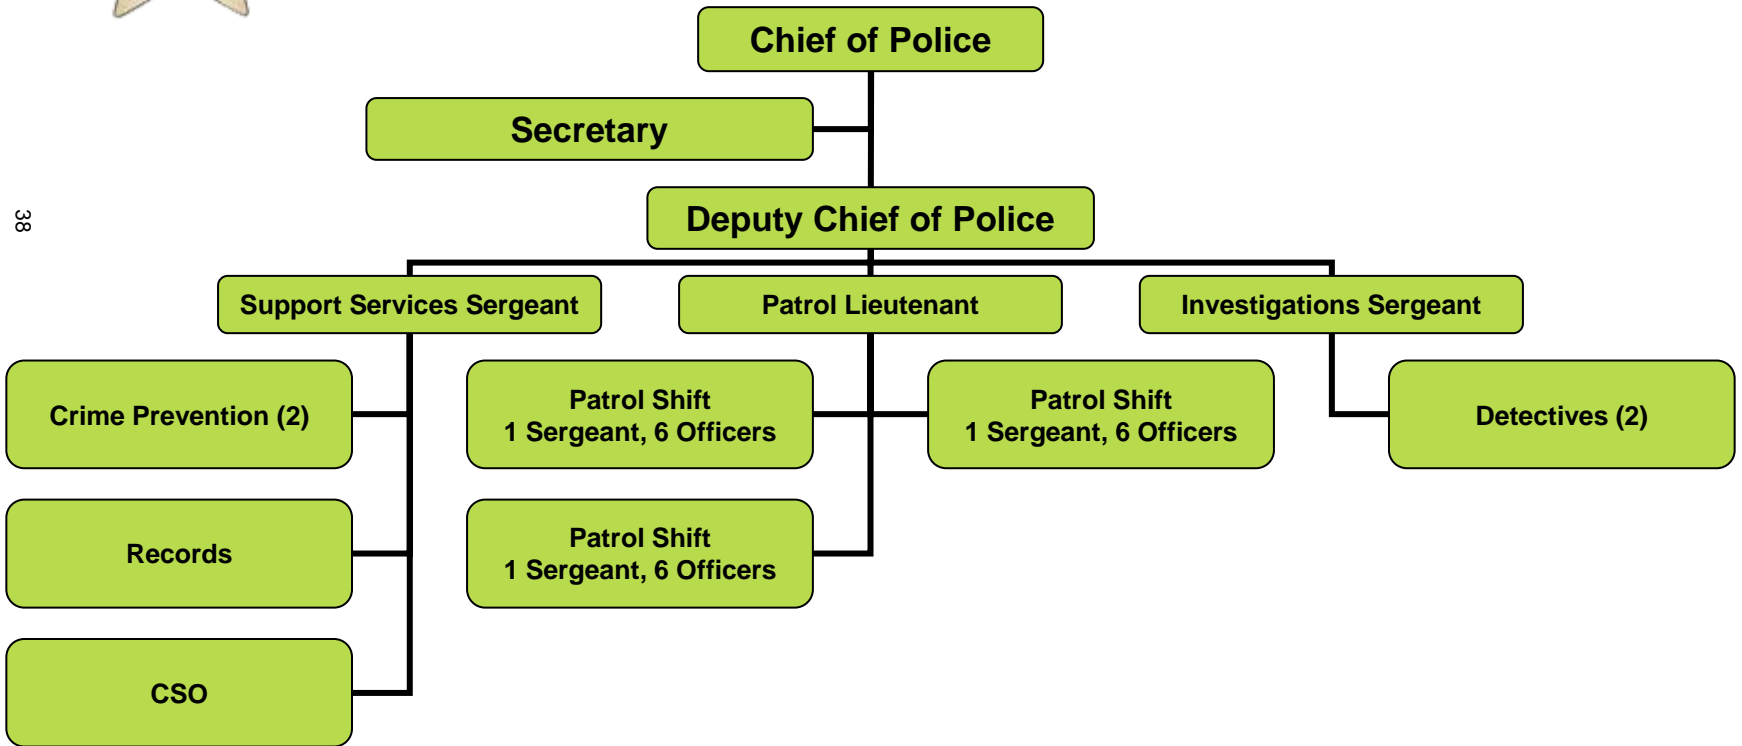 Chief of Police
Secretary
Deputy Chief of Police
38
Support Services Sergeant
Patrol Lieutenant
Investigations Sergeant
Crime Prevention (2)
Patrol Shift
1 Sergeant, 6 Officers
Patrol Shift
1 Sergeant, 6 Officers
Detectives (2)
Records
Patrol Shift
1 Sergeant, 6 Officers
CSO